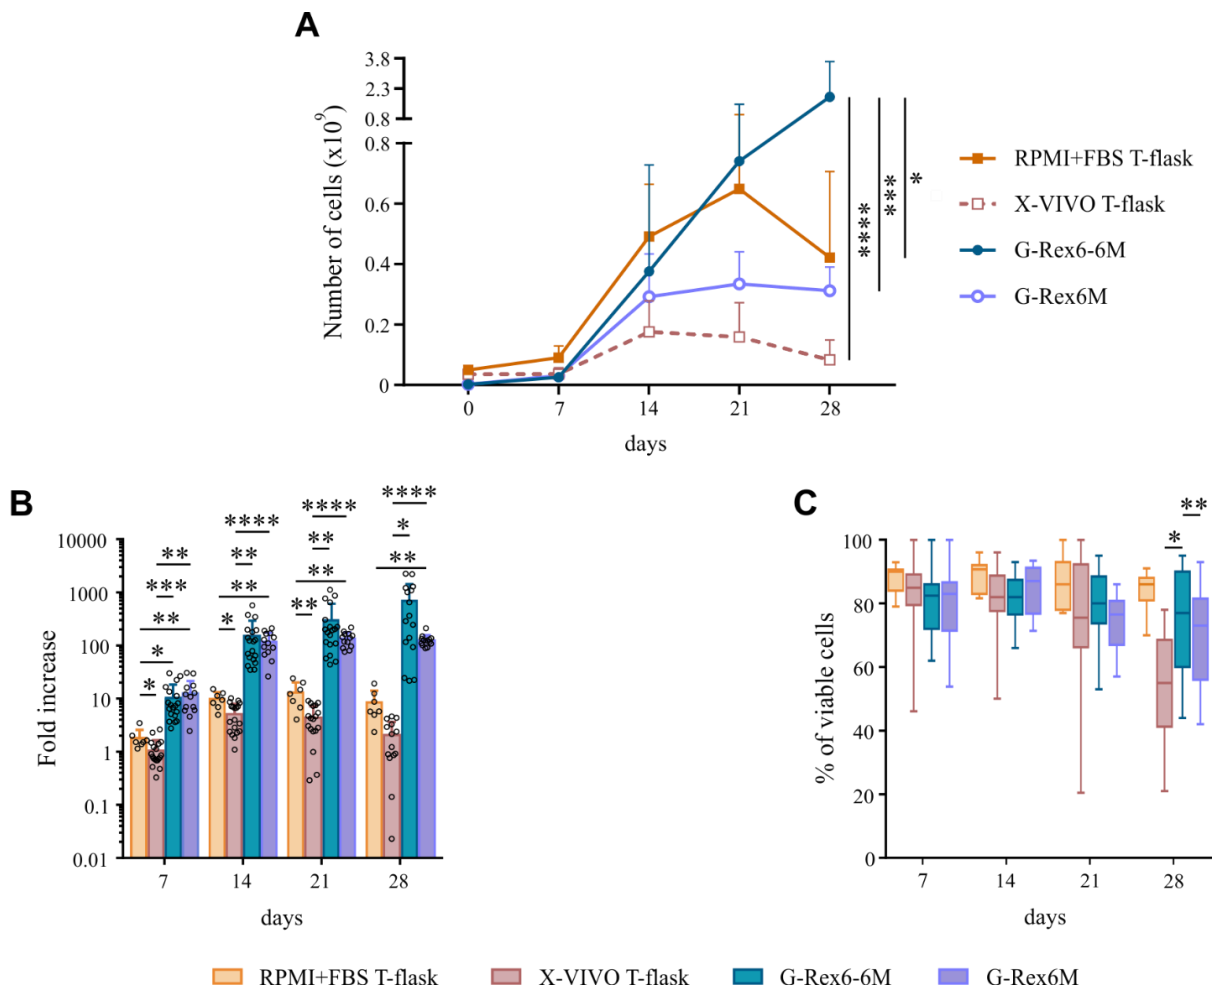 A
3.8
2.3
0.8
0.8
0.6
0.4
0.2
0
Number of cells (x10⁹)
0 7 14 21 28
days
**** *** *
RPMI+FBS T-flask
X-VIVO T-flask
G-Rex6-6M
G-Rex6M
B
10000
1000
100
10
1
0.1
0.01
Fold increase
**
***
**
*
*
****
**
**
*
****
**
**
**
****
*
**
7 14 21 28
days
C
100
80
60
40
20
0
% of viable cells
**
*
7 14 21 28
days
RPMI+FBS T-flask X-VIVO T-flask G-Rex6-6M G-Rex6M